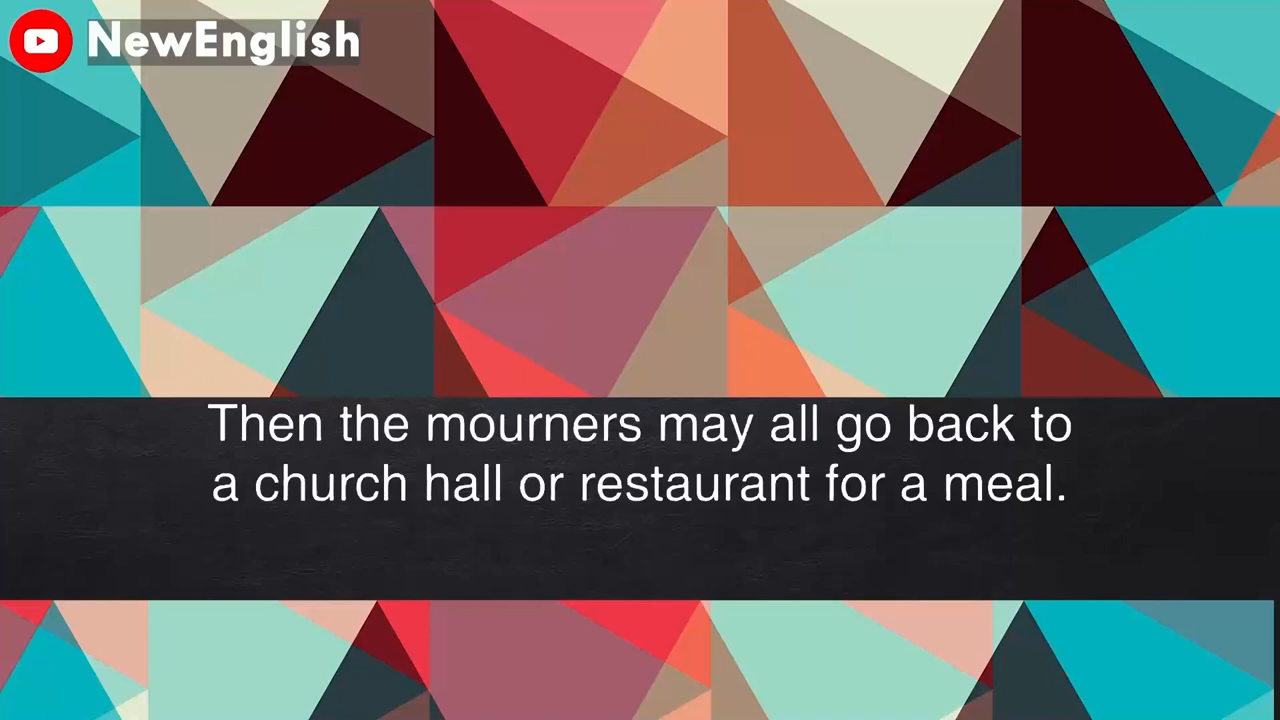 NewEnglish
Then the mourners may all go back to
a church hall or restaurant for a meal.